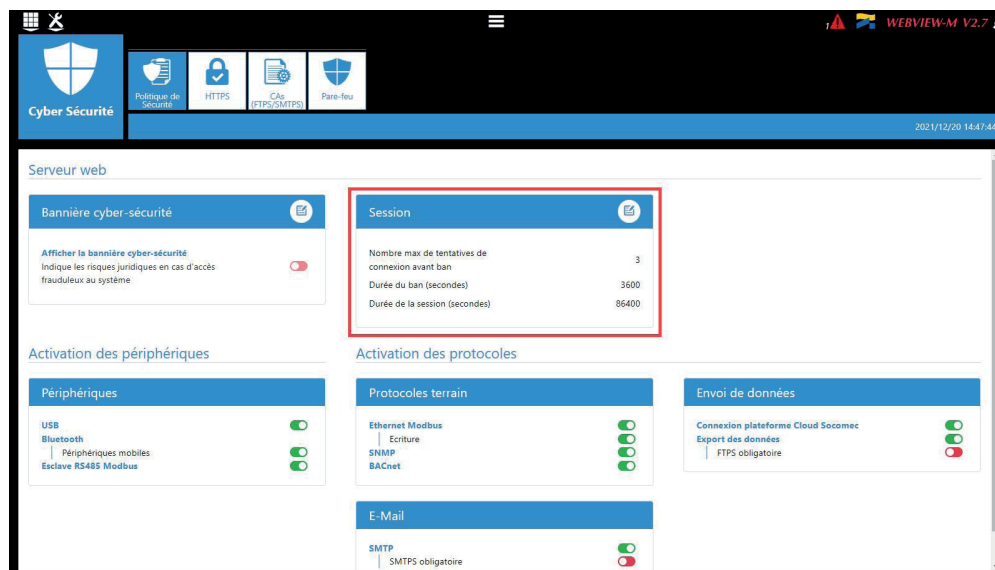 1
WEBVIEW-M V2.7
Cyber Sécurité
Politique de
Sécurité
HTTPS
CAs
(FTPS/SMTPS)
Pare-feu
2021/12/20 14:47:44
Serveur web
Bannière cyber-sécurité
Afficher la bannière cyber-sécurité
Indique les risques juridiques en cas d'accès
frauduleux au système
Session
Nombre max de tentatives de
connexion avant ban
3
Durée du ban (secondes)
3600
Durée de la session (secondes)
86400
Activation des périphériques
Activation des protocoles
Périphériques
USB
Bluetooth
Périphériques mobiles
Esclave RS485 Modbus
Protocoles terrain
Ethernet Modbus
Ecriture
SNMP
BACnet
Envoi de données
Connexion plateforme Cloud Socomec
Export des données
FTPS obligatoire
E-Mail
SMTP
SMTPS obligatoire